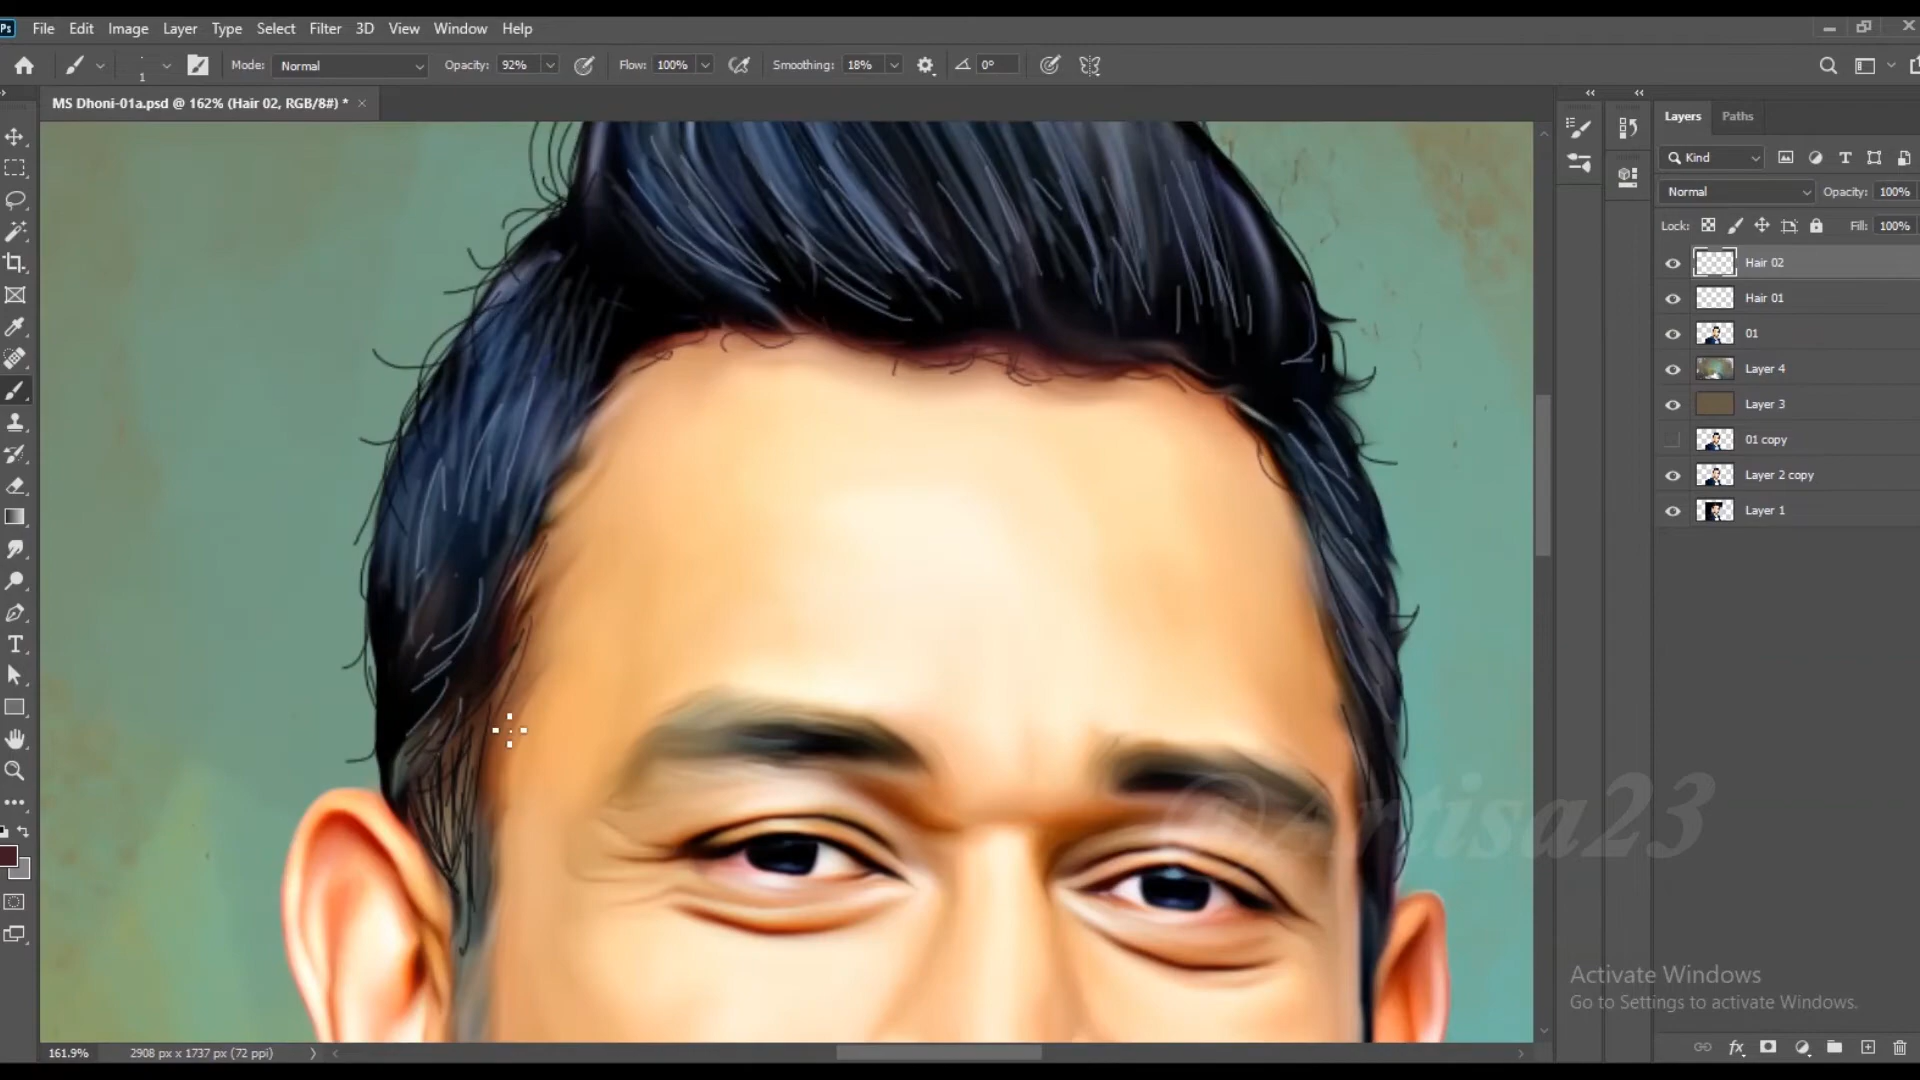 Ps File Edit Image Layer Type Select Filter 3D View Window Help
1 Mode: Normal Opacity: 92% Flow: 100% Smoothing: 18% 0°
MS Dhoni-01a.psd @ 162% (Hair 02, RGB/8#) * ×
Layers Paths
Kind
Normal Opacity: 100%
Lock: Fill: 100%
Hair 02
Hair 01
01
Layer 4
Layer 3
01 copy
Layer 2 copy
Layer 1
@Artisa23
Activate Windows
Go to Settings to activate Windows.
161.9% 2908 px x 1737 px (72 ppi)